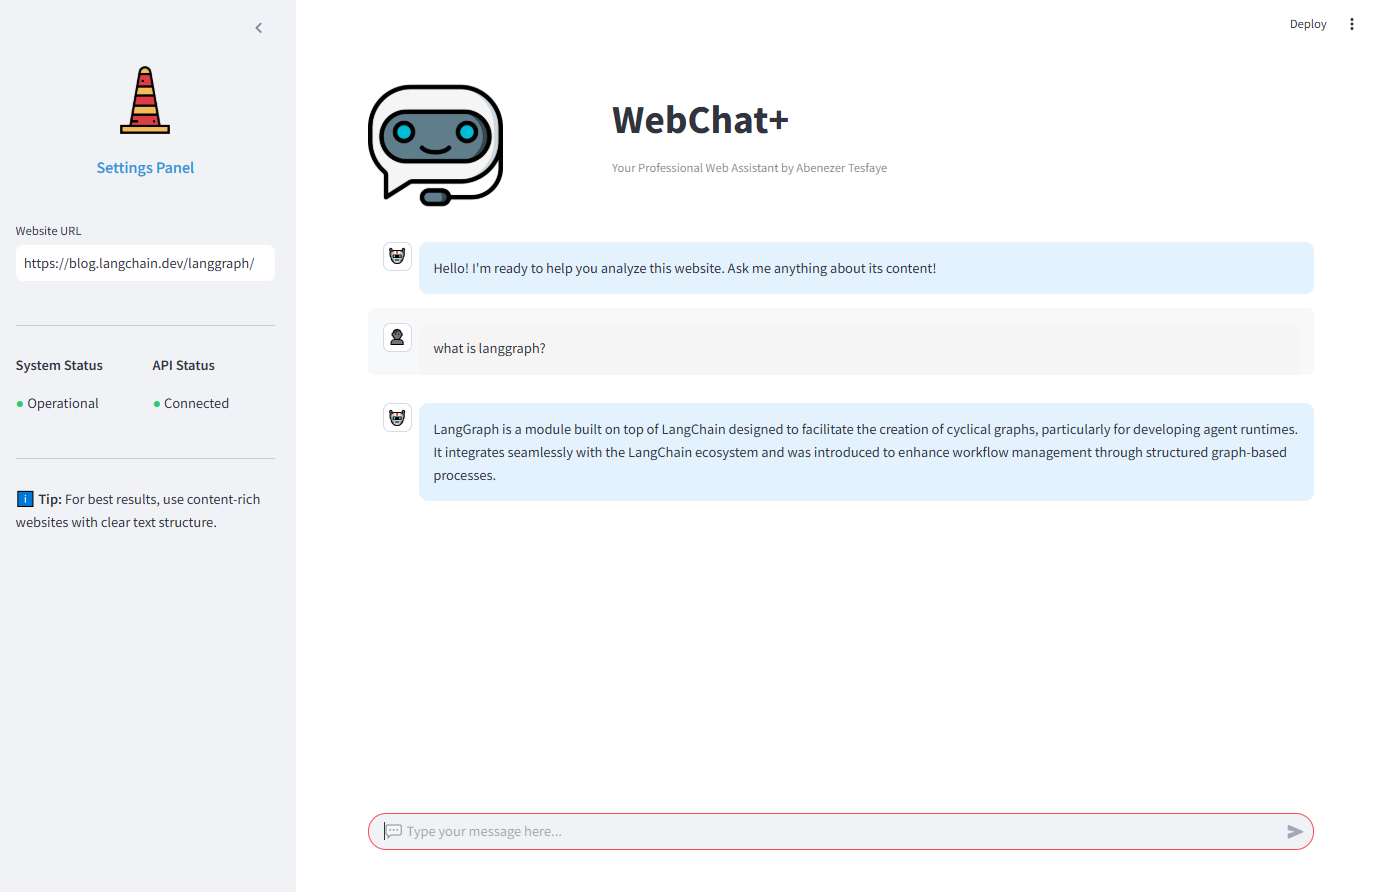 Deploy
Settings Panel
Website URL
https://blog.langchain.dev/langgraph/
System Status
API Status
● Operational
● Connected
ℹ️ Tip: For best results, use content-rich
websites with clear text structure.
WebChat+
Your Professional Web Assistant by Abenezer Tesfaye
Hello! I'm ready to help you analyze this website. Ask me anything about its content!
what is langgraph?
LangGraph is a module built on top of LangChain designed to facilitate the creation of cyclical graphs, particularly for developing agent runtimes.
It integrates seamlessly with the LangChain ecosystem and was introduced to enhance workflow management through structured graph-based
processes.
Type your message here...